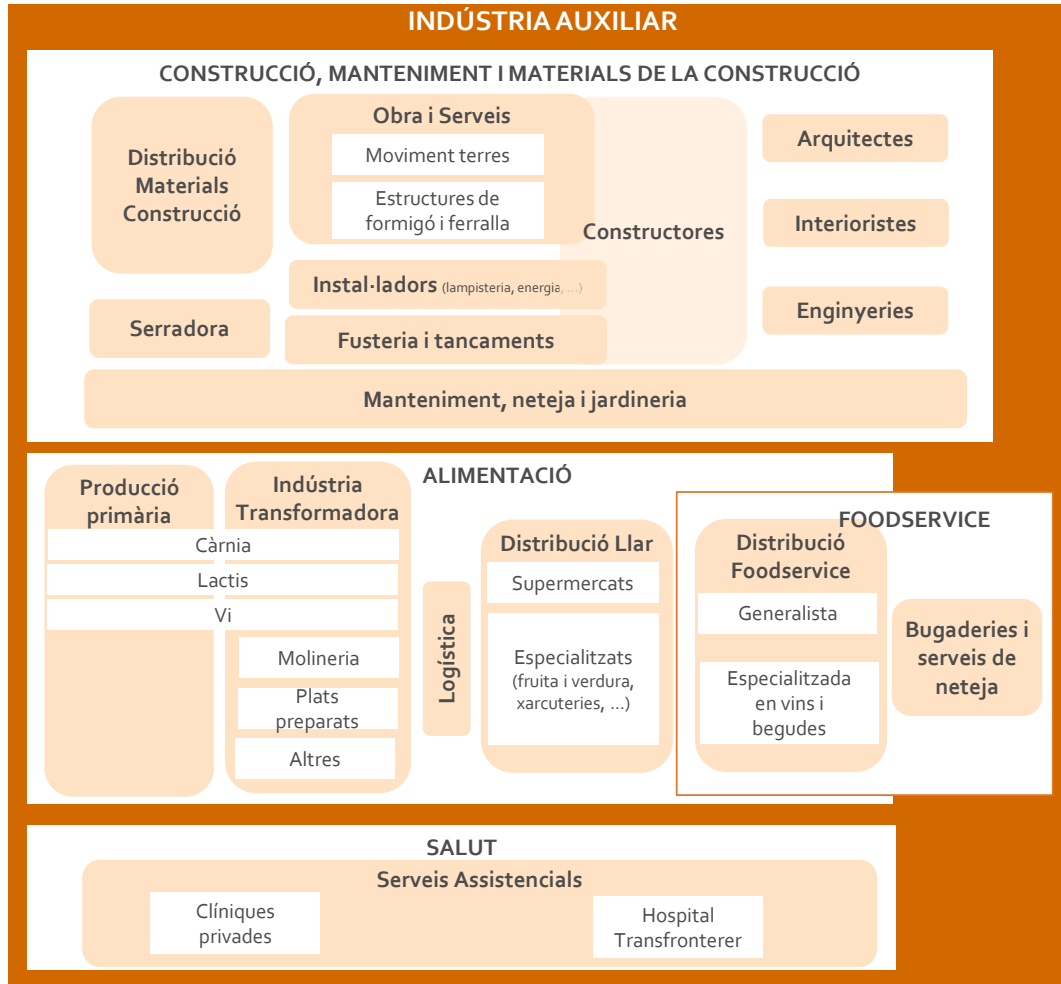 INDÚSTRIA AUXILIAR
CONSTRUCCIÓ, MANTENIMENT I MATERIALS DE LA CONSTRUCCIÓ
Distribució
Materials
Construcció
Serradora
Obra i Serveis
Moviment terres
Estructures de
formigó i ferralla
Constructores
Instal·ladors (lampisteria, energia, ...)
Fusteria i tancaments
Arquitectes
Interioristes
Enginyeries
Manteniment, neteja i jardineria
ALIMENTACIÓ
Producció
primària
Indústria
Transformadora
Càrnia
Lactis
Vi
Molineria
Plats
preparats
Altres
Logística
Distribució Llar
Supermercats
Especialitzats
(fruita i verdura,
xarcuteries, ...)
FOODSERVICE
Distribució
Foodservice
Generalista
Especialitzada
en vins i
begudes
Bugaderies i
serveis de
neteja
SALUT
Serveis Assistencials
Clíniques
privades
Hospital
Transfronterer